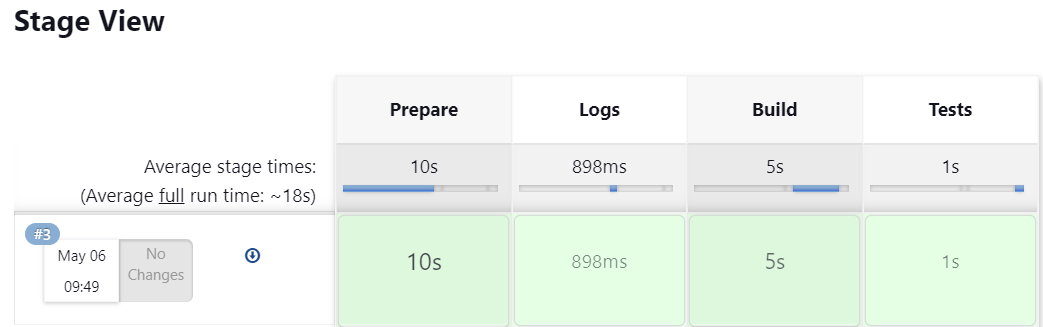 Stage View
Prepare Logs Build Tests
Average stage times: 10s 898ms 5s 1s
(Average full run time: ~18s)
#3
May 06 No
Changes
09:49
10s 898ms 5s 1s